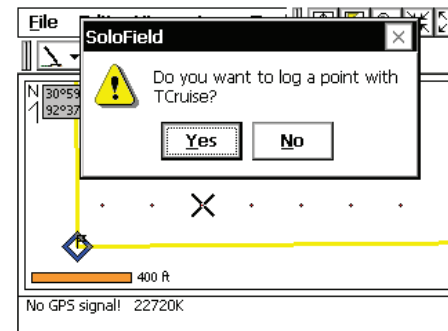 File
SoloField
Do you want to log a point with
TCruise?
Yes No
N 30°59
92°37
400 ft
No GPS signal! 22720K